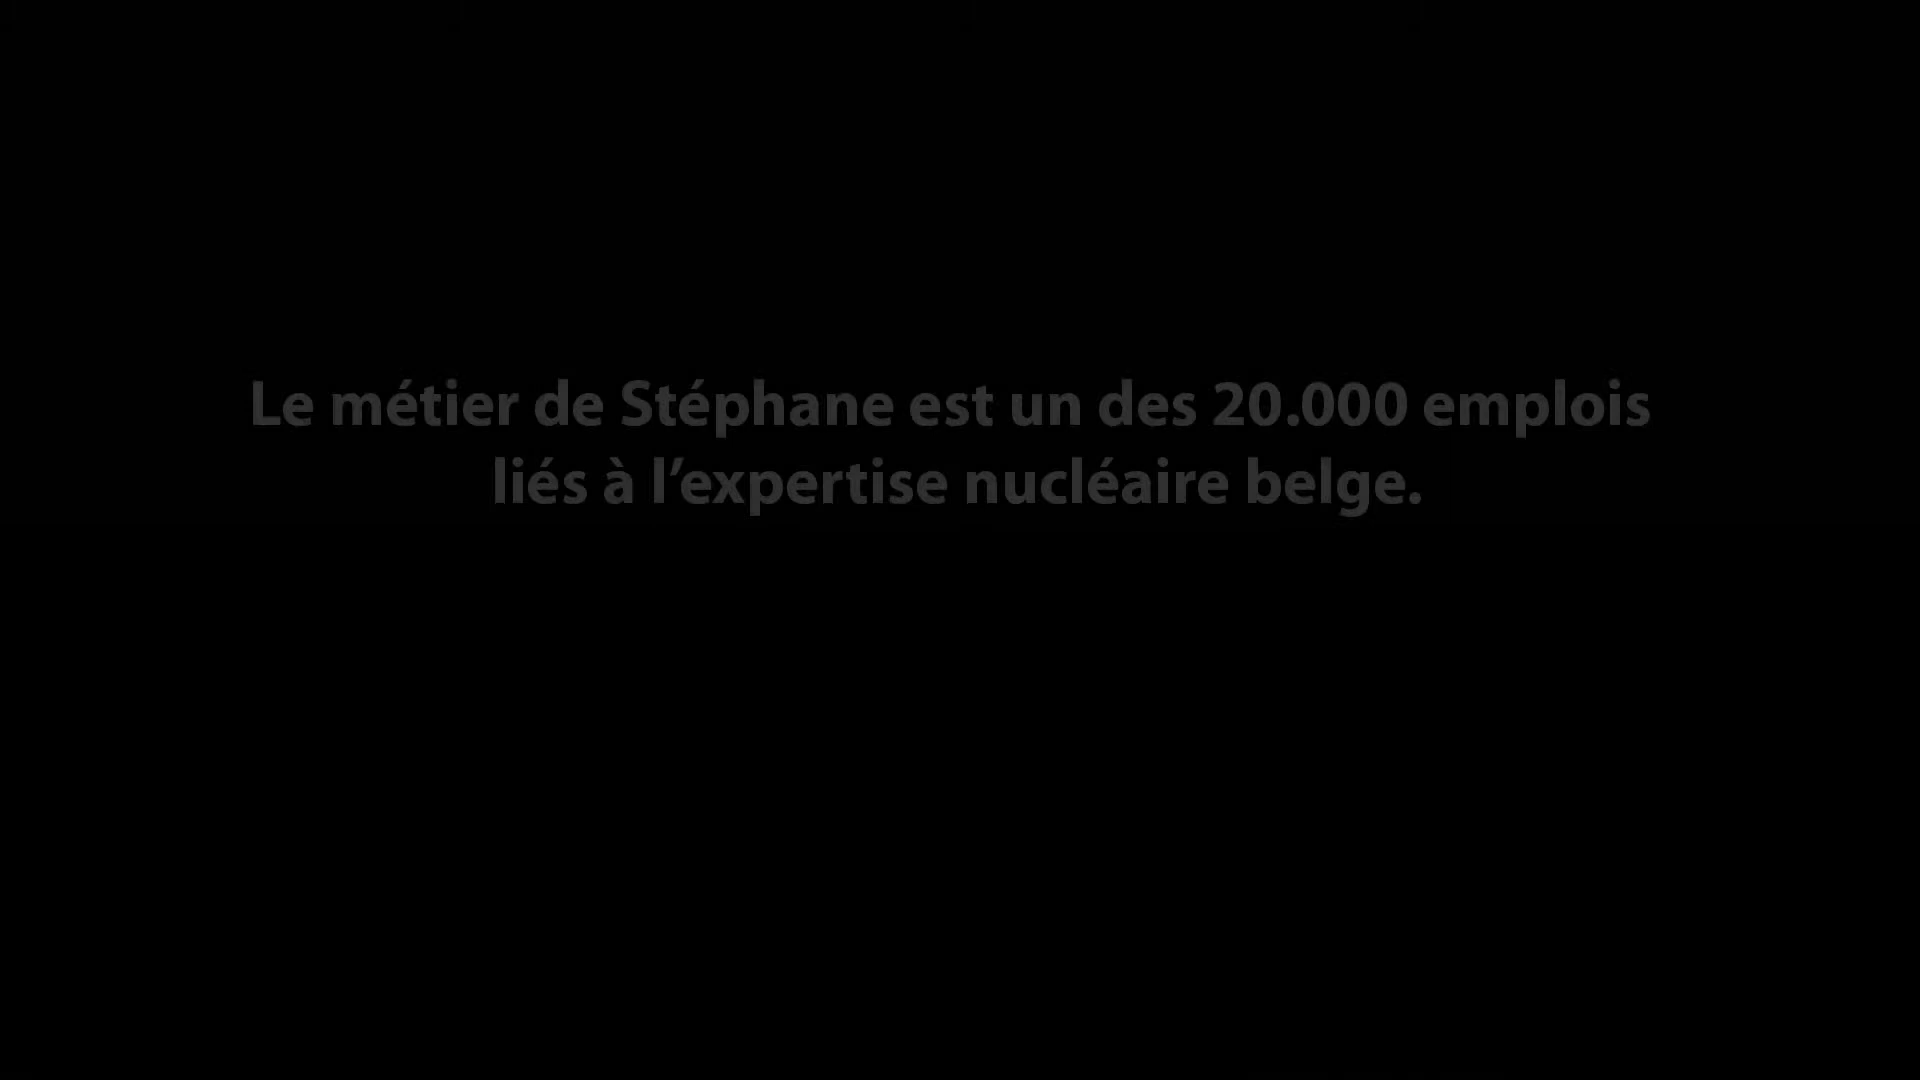 Le métier de Stéphane est un des 20.000 emplois
liés à l’expertise nucléaire belge.